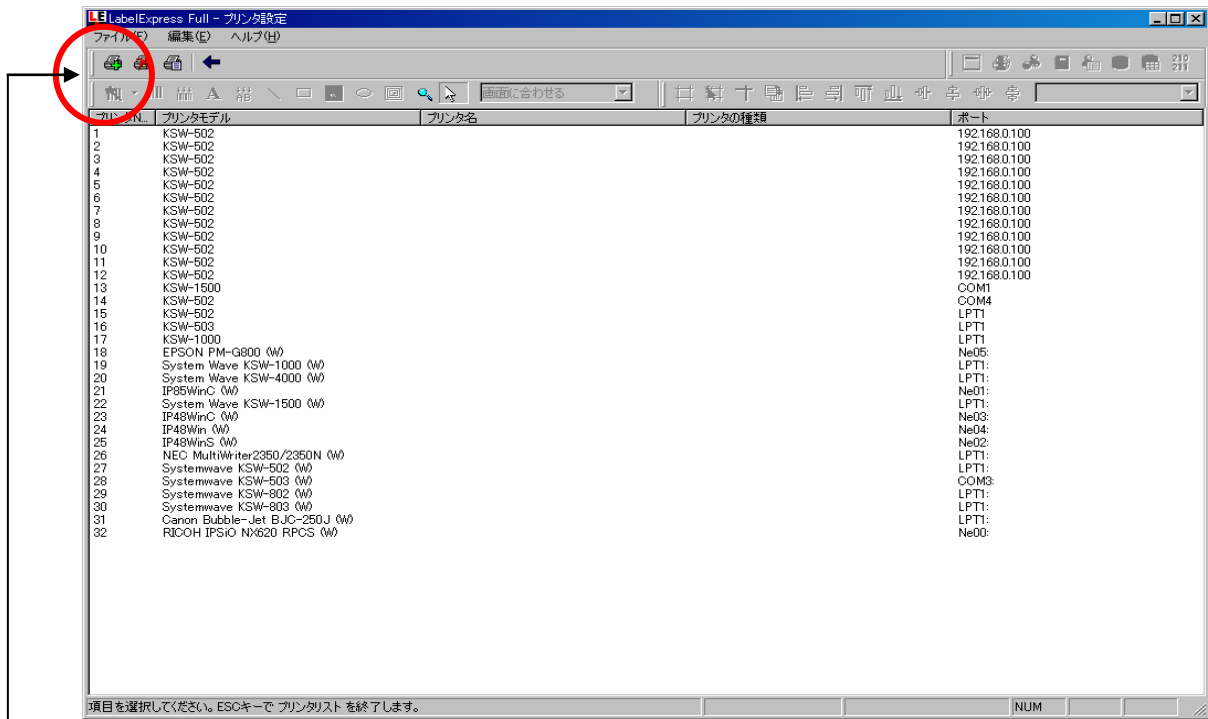 LE LabelExpress Full - プリンタ設定
ファイル(F) 編集(E) ヘルプ(H)
画面に合わせる
プリンタN... プリンタモデル プリンタ名 プリンタの種類 ポート
1 KSW-502 192.168.0.100
2 KSW-502 192.168.0.100
3 KSW-502 192.168.0.100
4 KSW-502 192.168.0.100
5 KSW-502 192.168.0.100
6 KSW-502 192.168.0.100
7 KSW-502 192.168.0.100
8 KSW-502 192.168.0.100
9 KSW-502 192.168.0.100
10 KSW-502 192.168.0.100
11 KSW-502 192.168.0.100
12 KSW-502 192.168.0.100
13 KSW-1500 COM1
14 KSW-502 COM4
15 KSW-502 LPT1
16 KSW-503 LPT1
17 KSW-1000 LPT1
18 EPSON PM-G800 (W) Ne05:
19 System Wave KSW-1000 (W) LPT1:
20 System Wave KSW-4000 (W) LPT1:
21 IP85WinC (W) Ne01:
22 System Wave KSW-1500 (W) LPT1:
23 IP48WinC (W) Ne03:
24 IP48Win (W) Ne04:
25 IP48WinS (W) Ne02:
26 NEC MultiWriter2350/2350N (W) LPT1:
27 Systemwave KSW-502 (W) LPT1:
28 Systemwave KSW-503 (W) COM3:
29 Systemwave KSW-802 (W) LPT1:
30 Systemwave KSW-803 (W) LPT1:
31 Canon Bubble-Jet BJC-250J (W) LPT1:
32 RICOH IPSiO NX620 RPCS (W) Ne00:
項目を選択してください。ESCキーで プリンタリスト を終了します。 NUM